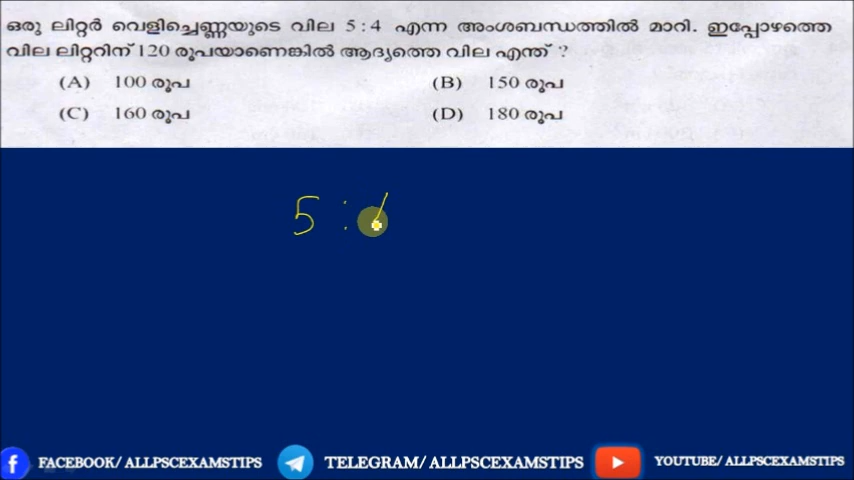 ഒരു ലിറ്റർ വെളിച്ചെണ്ണയുടെ വില 5 : 4 എന്ന അംശബന്ധത്തിൽ മാറി. ഇപ്പോഴത്തെ
വില ലിറ്ററിന് 120 രൂപയാണെങ്കിൽ ആദ്യത്തെ വില എന്ത് ?
(A) 100 രൂപ (B) 150 രൂപ
(C) 160 രൂപ (D) 180 രൂപ
5 :
FACEBOOK/ ALLPSCEXAMSTIPS TELEGRAM/ ALLPSCEXAMSTIPS YOUTUBE/ ALLPSCEXAMSTIPS